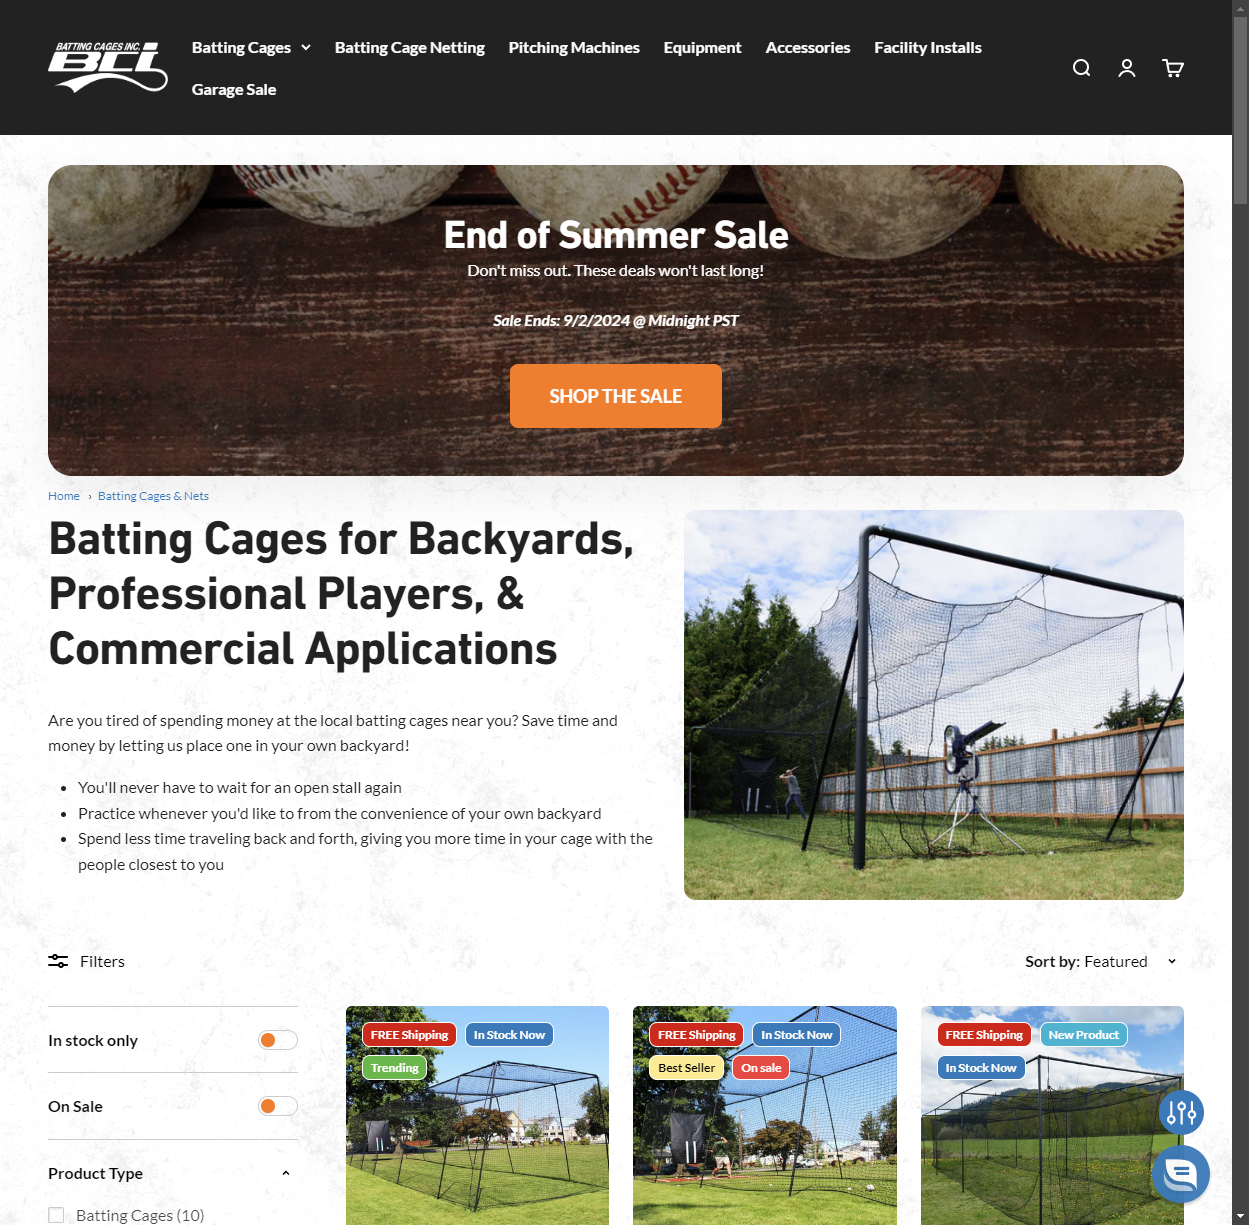 BATTING CAGES INC.
BCI
Batting Cages
Batting Cage Netting
Pitching Machines
Equipment
Accessories
Facility Installs
Garage Sale
End of Summer Sale
Don't miss out. These deals won't last long!
Sale Ends: 9/2/2024 @ Midnight PST
SHOP THE SALE
Home › Batting Cages & Nets
Batting Cages for Backyards,
Professional Players, &
Commercial Applications
Are you tired of spending money at the local batting cages near you? Save time and
money by letting us place one in your own backyard!
• You'll never have to wait for an open stall again
• Practice whenever you'd like to from the convenience of your own backyard
• Spend less time traveling back and forth, giving you more time in your cage with the
people closest to you
Filters
Sort by: Featured
In stock only
On Sale
Product Type
Batting Cages (10)
FREE Shipping
In Stock Now
Trending
FREE Shipping
In Stock Now
Best Seller
On sale
FREE Shipping
New Product
In Stock Now